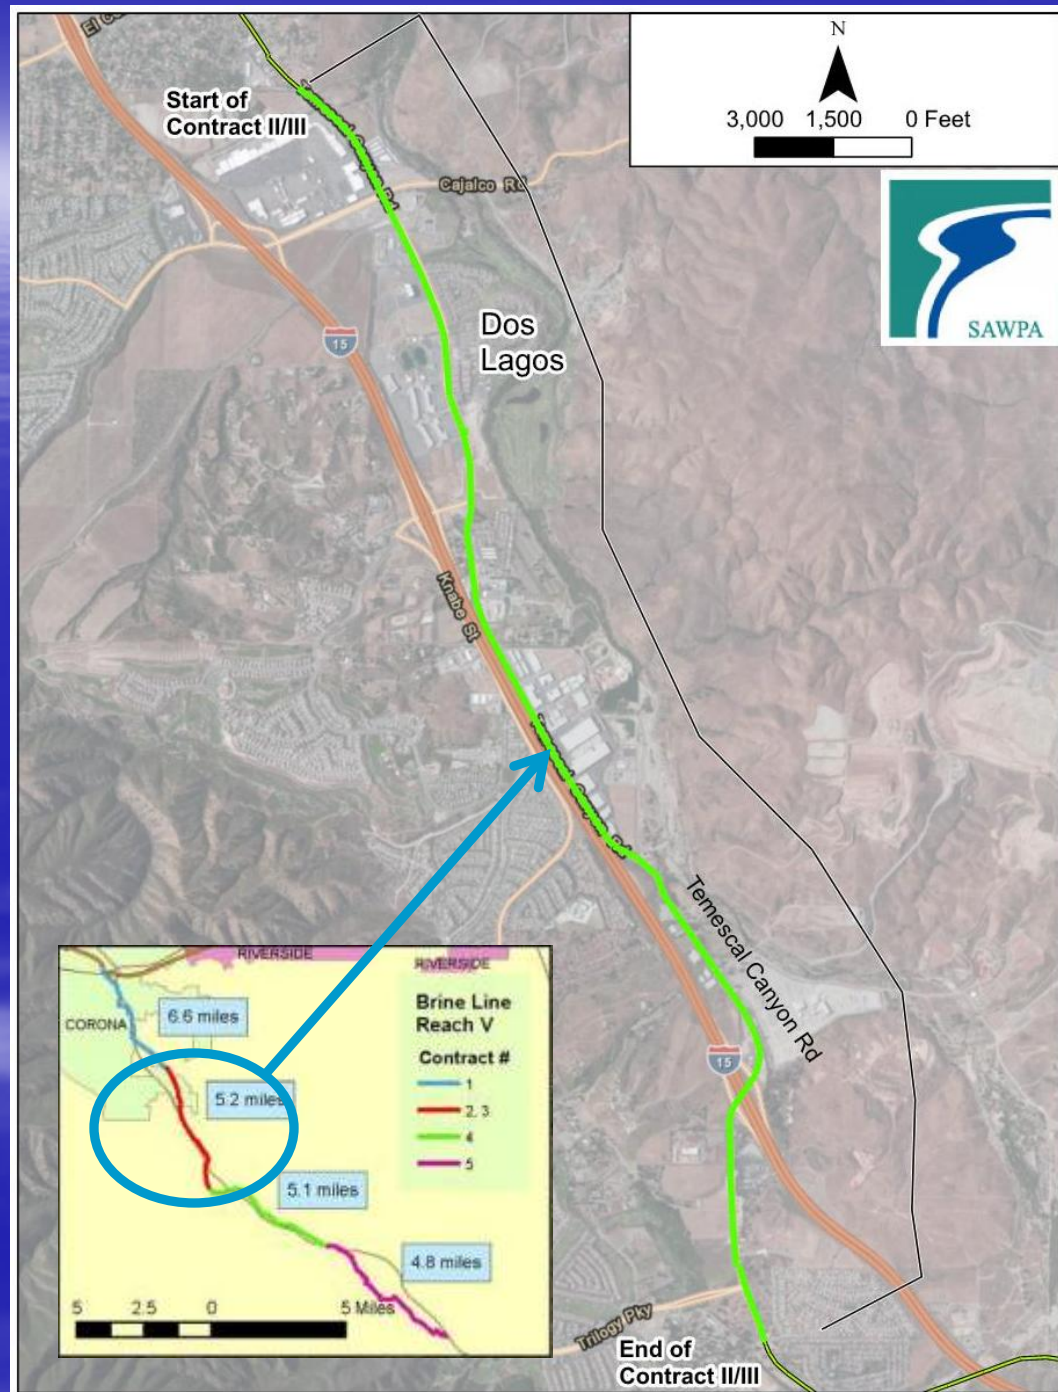 N
3,000 1,500 0 Feet
Start of
Contract II/III
Cajalco Rd
SAWPA
Dos
Lagos
15
Knabe St
Temescal Canyon Rd
15
RIVERSIDE
RIVERSIDE
Brine Line
Reach V
Contract #
1
2, 3
4
5
CORONA
6.6 miles
5.2 miles
5.1 miles
4.8 miles
5 2.5 0 5 Miles
Trilogy Pky
End of
Contract II/III